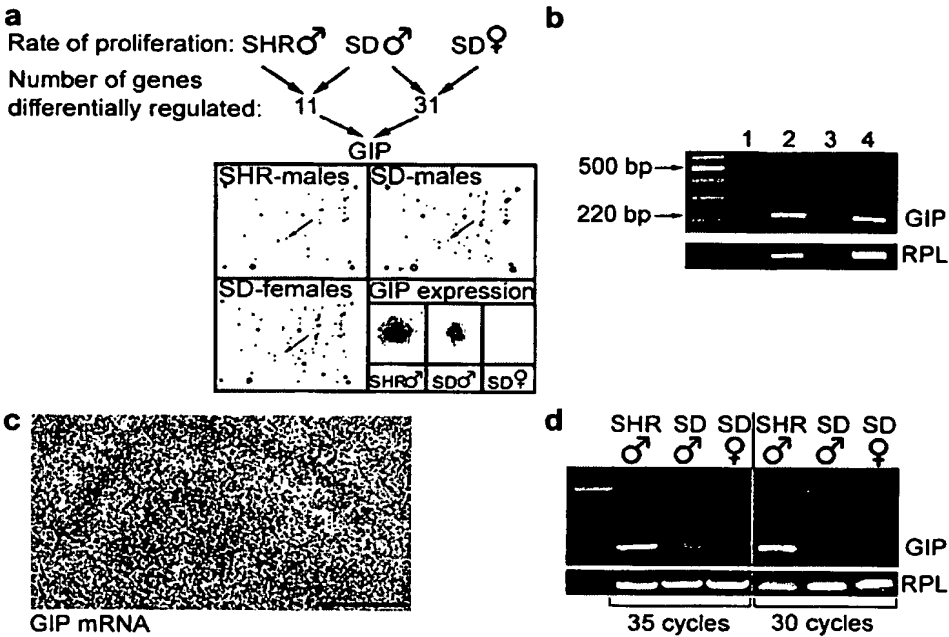 a
Rate of proliferation: SHR♂ SD♂ SD♀
Number of genes
differentially regulated: 11 31
GIP
SHR-males SD-males
SD-females GIP expression
SHR♂ SD♂ SD♀
b
1 2 3 4
500 bp
220 bp
GIP
RPL
c
GIP mRNA
d
SHR SD SD SHR SD SD
♂ ♂ ♀ ♂ ♂ ♀
GIP
RPL
35 cycles 30 cycles